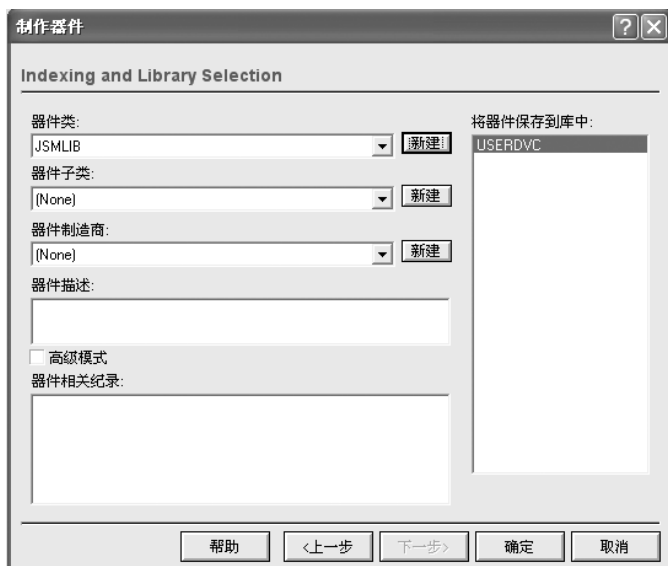 制作器件
Indexing and Library Selection
器件类:
JSMLIB
新建
器件子类:
(None)
新建
器件制造商:
(None)
新建
器件描述:
高级模式
器件相关纪录:
将器件保存到库中:
USERDVC
帮助
<上一步
下一步>
确定
取消